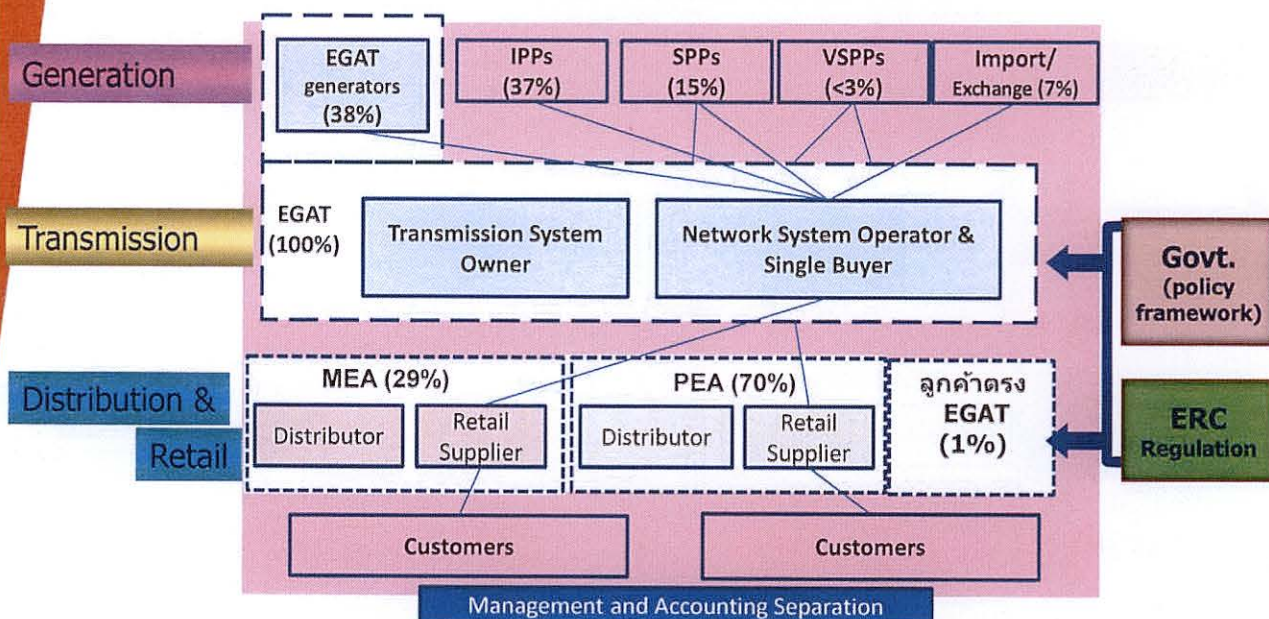 Generation
EGAT
generators
(38%)
IPPs
(37%)
SPPs
(15%)
VSPPs
(<3%)
Import/
Exchange (7%)
Transmission
EGAT
(100%)
Transmission System
Owner
Network System Operator &
Single Buyer
Govt.
(policy
framework)
Distribution &
Retail
MEA (29%)
Distributor
Retail
Supplier
PEA (70%)
Distributor
Retail
Supplier
ลูกค้าตรง
EGAT
(1%)
ERC
Regulation
Customers
Customers
Management and Accounting Separation